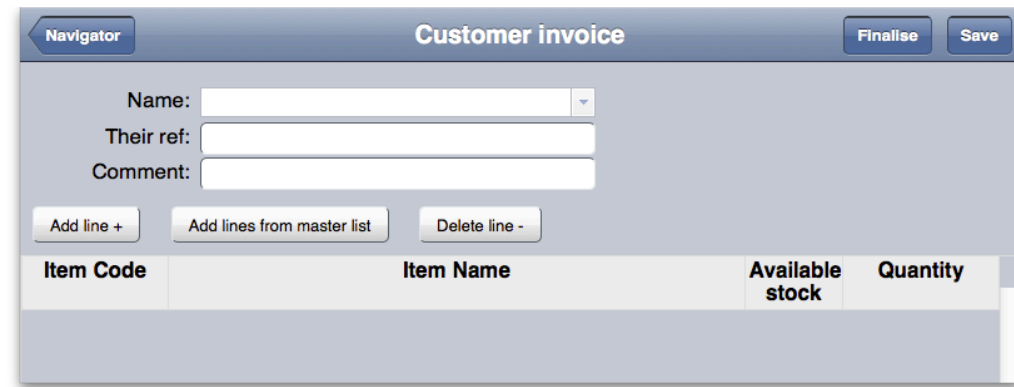 Navigator Customer invoice Finalise Save
Name:
Their ref:
Comment:
Add line + Add lines from master list Delete line -
Item Code Item Name Available stock Quantity